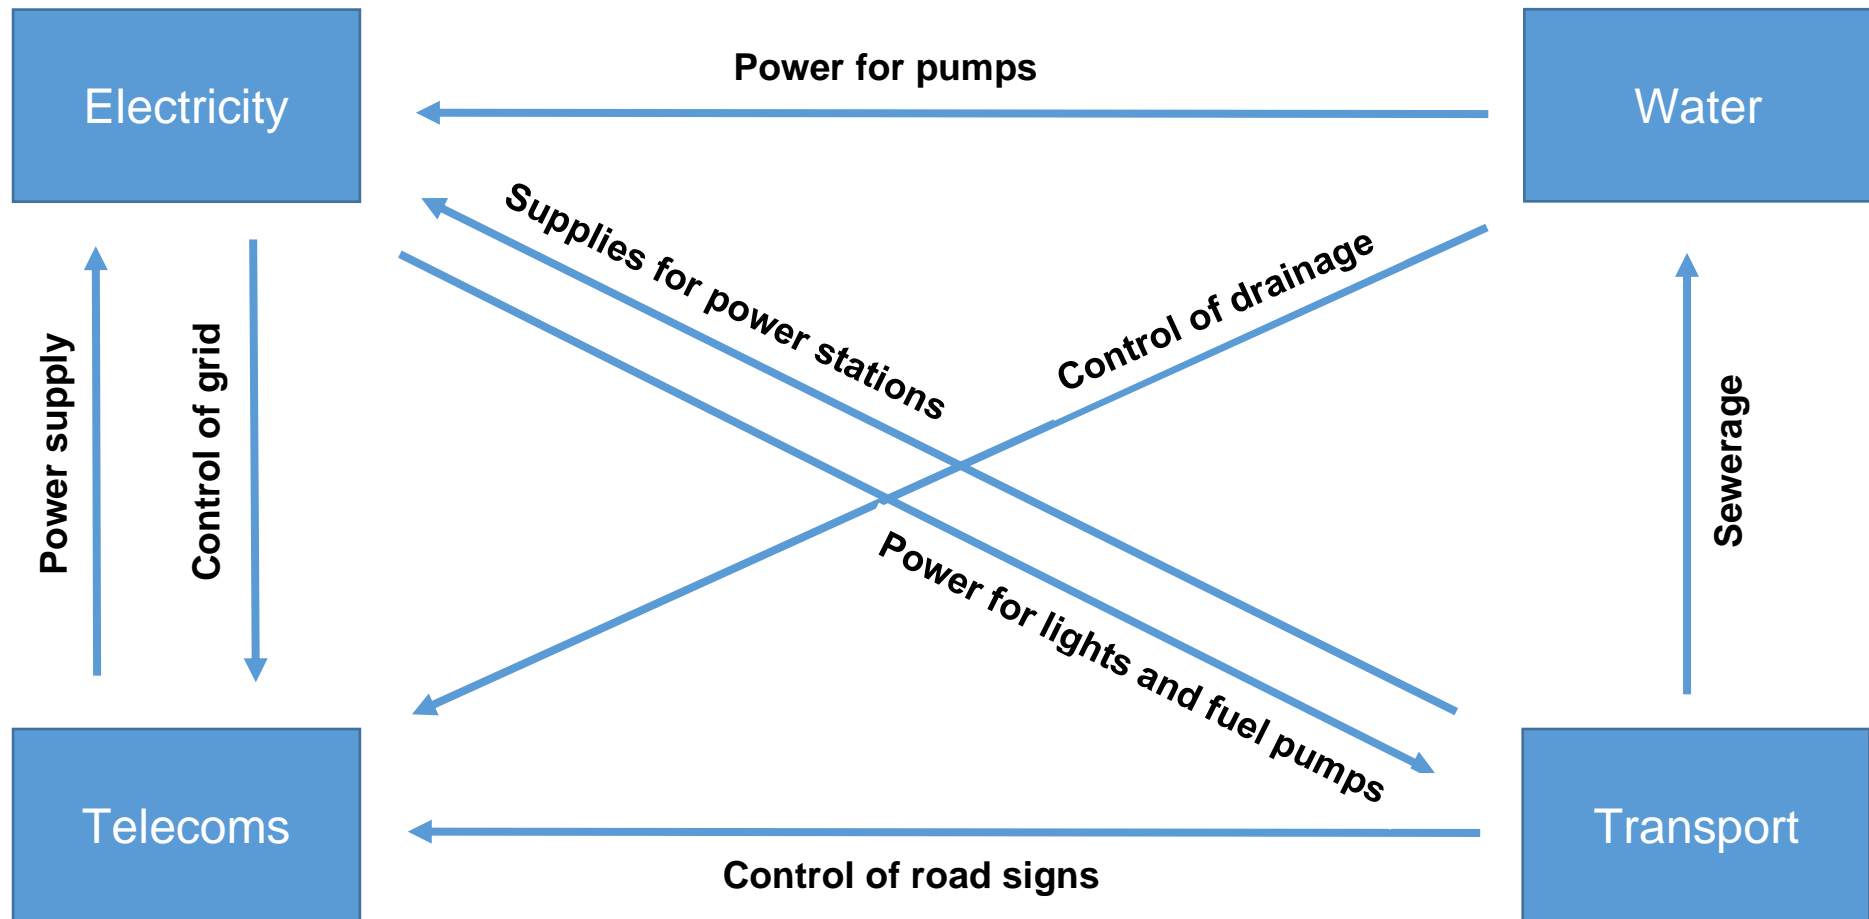 Electricity
Power for pumps
Water
Supplies for power stations
Control of drainage
Power supply
Control of grid
Sewerage
Power for lights and fuel pumps
Telecoms
Control of road signs
Transport